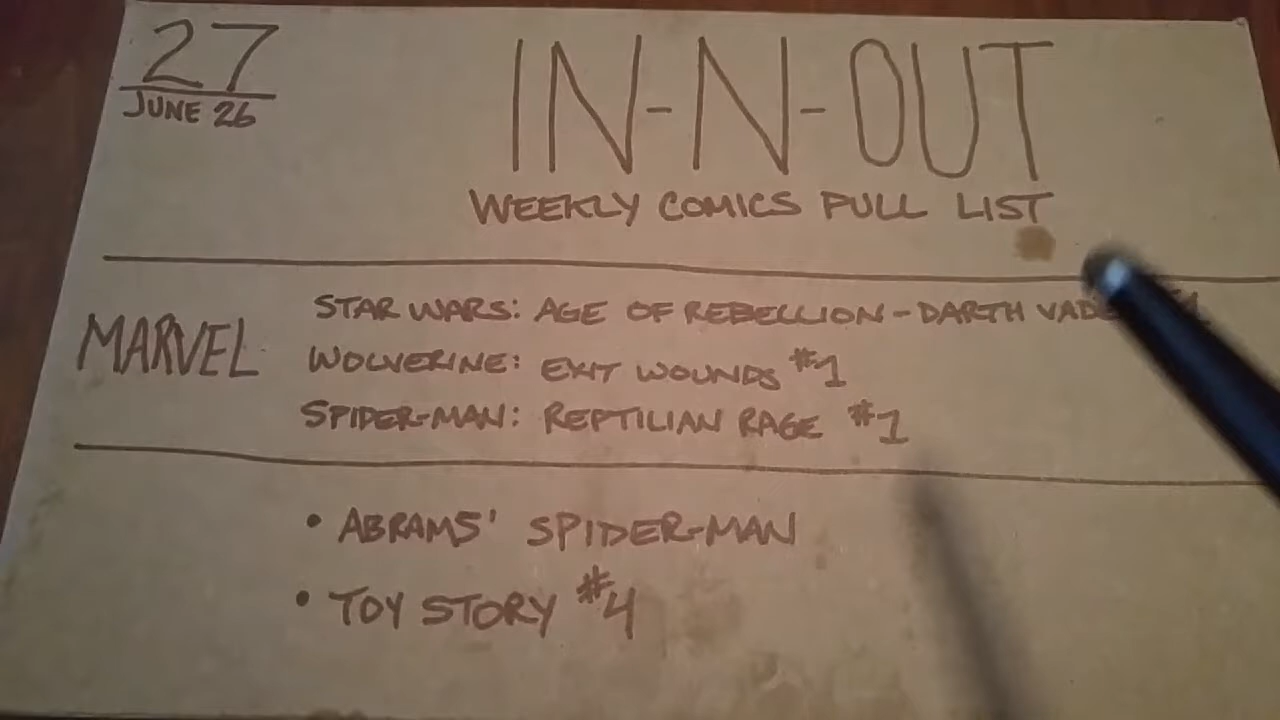 27
JUNE 26
IN-N-OUT
WEEKLY COMICS PULL LIST
MARVEL
STAR WARS: AGE OF REBELLION - DARTH
WOLVERINE: EXIT WOUNDS #1
SPIDER-MAN: REPTILIAN RAGE #1
• ABRAMS' SPIDER-MAN
• TOY STORY #4